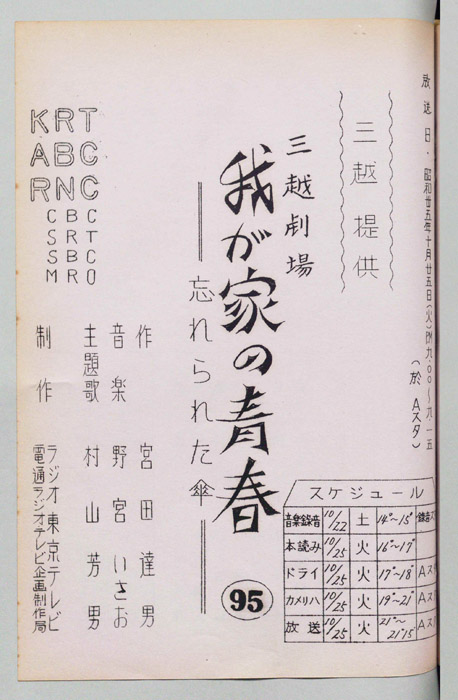 放送日・昭和卅五年十月廿五日(火)九.〇〇〜九.一五
(於 Aスタ)
三越提供
三越劇場
我が家の青春
忘れられた傘
95
作 宮田達男
音楽 野宮いさお
主題歌 村山芳男
制作 ラジオ東京テレビ
電通ラジオテレビ企画制作局
KRT
ABC
RNC
CBC
SRT
SBC
MRO
スケジュール
音楽録音 10/22 土 14°~15°
本読み 10/25 火 16°~17°
ドライ 10/25 火 17°~18° Aス
カメリハ 10/25 火 19°~21° Aス
放送 10/25 火 21°~21°15 Aス